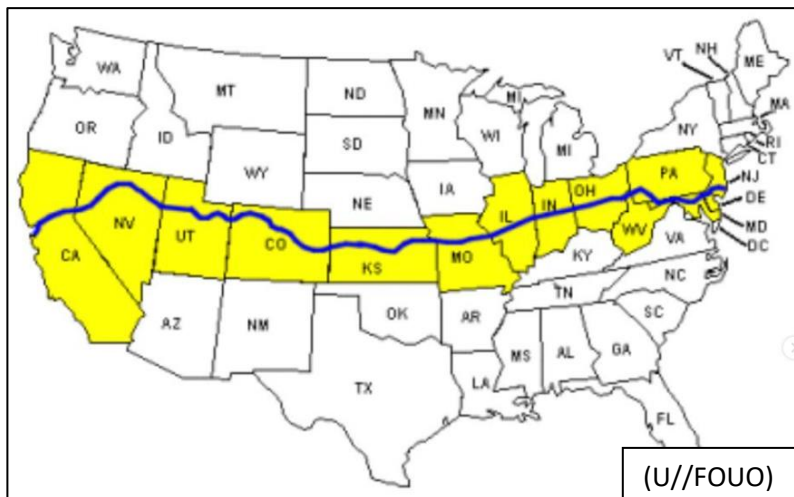 WA
MT
ND
MN
MI
VT
NH
ME
OR
ID
SD
WI
MI
NY
MA
RI
CT
WY
IA
PA
NJ
NE
OH
DE
NV
IL
IN
WV
MD
UT
CO
VA
DC
CA
KS
MO
KY
NC
TN
AZ
NM
OK
AR
SC
MS
AL
GA
TX
LA
FL
(U//FOUO)